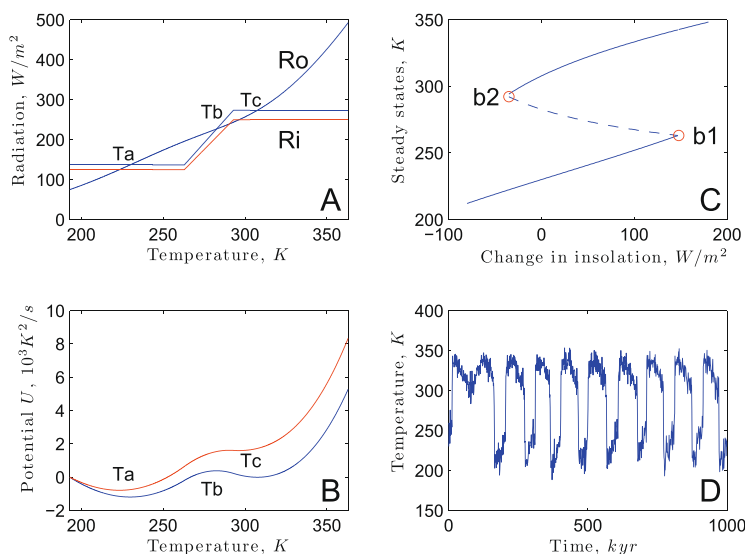 500
400
300
200
100
0
200
250
300
350
Radiation, W/m²
Temperature, K
Ro
Ri
Ta
Tb
Tc
A
400
350
300
250
200
−100
0
100
200
Steady states, K
Change in insolation, W/m²
b2
b1
C
10
8
6
4
2
0
−2
200
250
300
350
Potential U, 10³K²/s
Temperature, K
Ta
Tb
Tc
B
400
350
300
250
200
150
0
500
1000
Temperature, K
Time, kyr
D